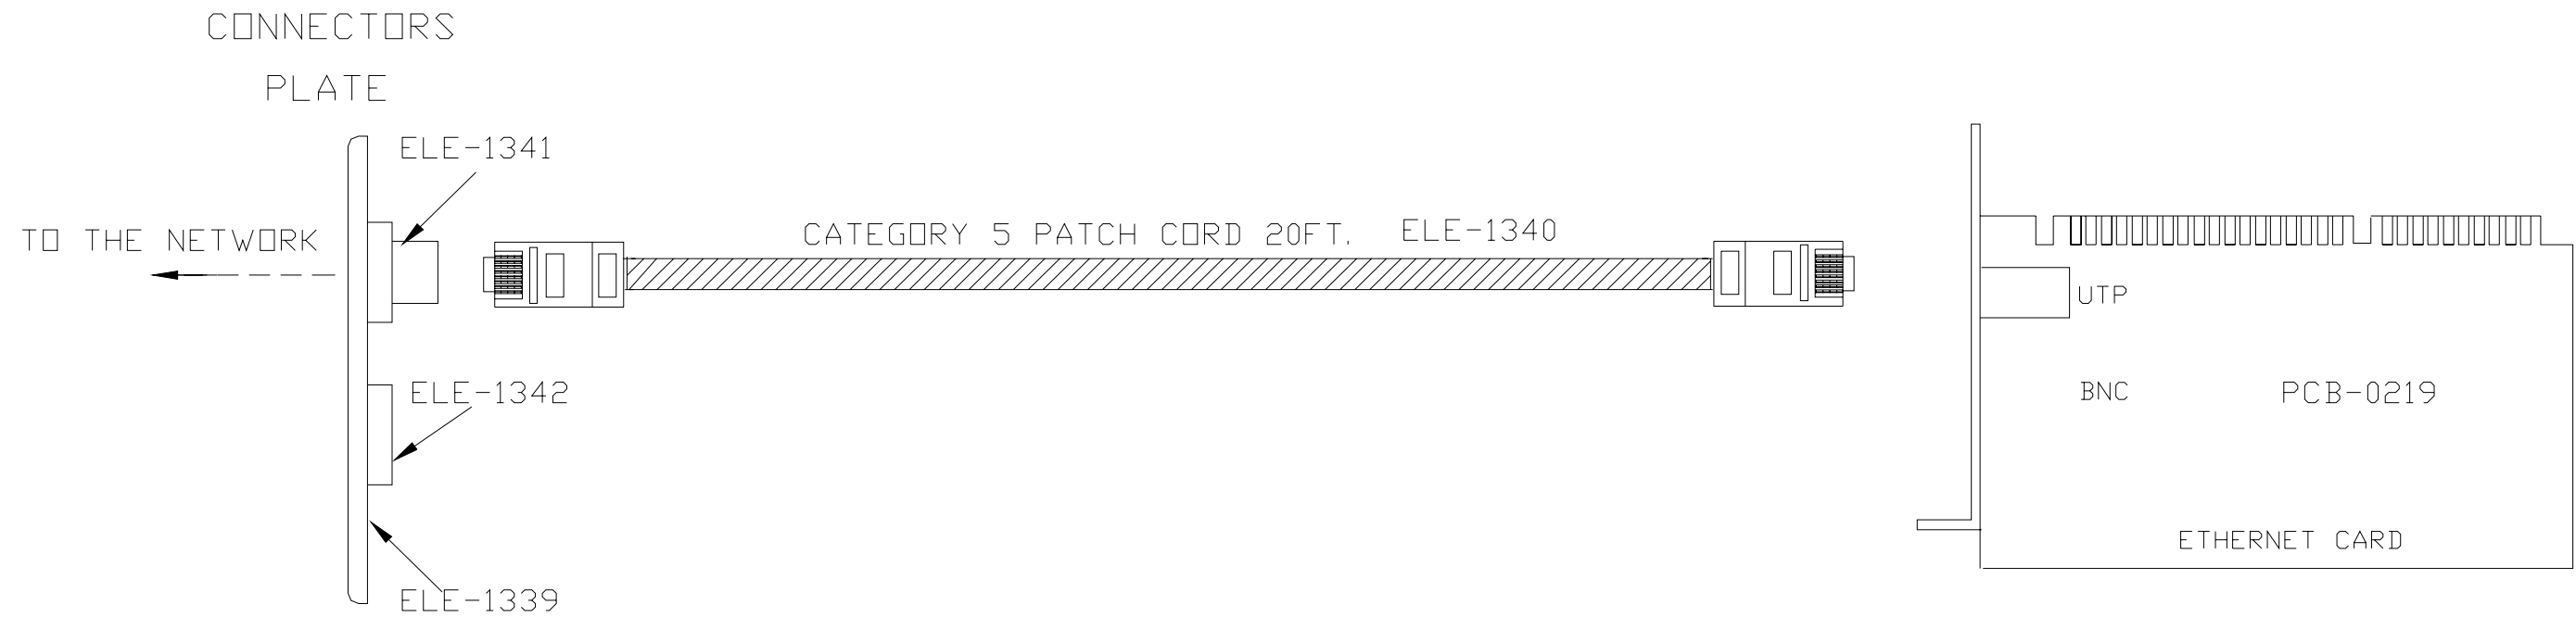 CONNECTORS
PLATE
ELE-1341
TO THE NETWORK
CATEGORY 5 PATCH CORD 20FT. ELE-1340
UTP
ELE-1342
BNC
PCB-0219
ETHERNET CARD
ELE-1339